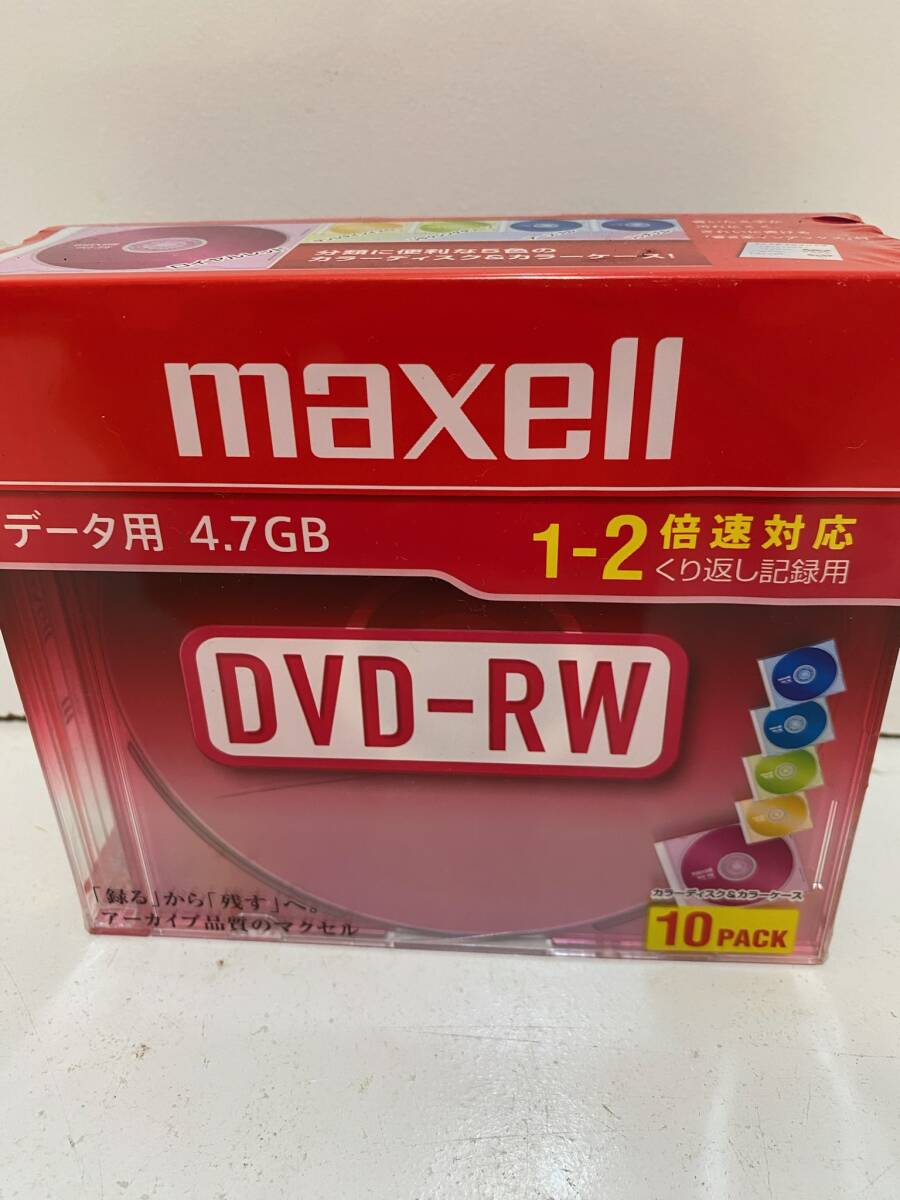 分類に便利な5色の
カラーディスク&カラーケース!
maxell
データ用 4.7GB
1-2 倍速対応
くり返し記録用
DVD-RW
maxell
カラーディスク&カラーケース
10 PACK
「録る」から「残す」へ。
アーカイブ品質のマクセル